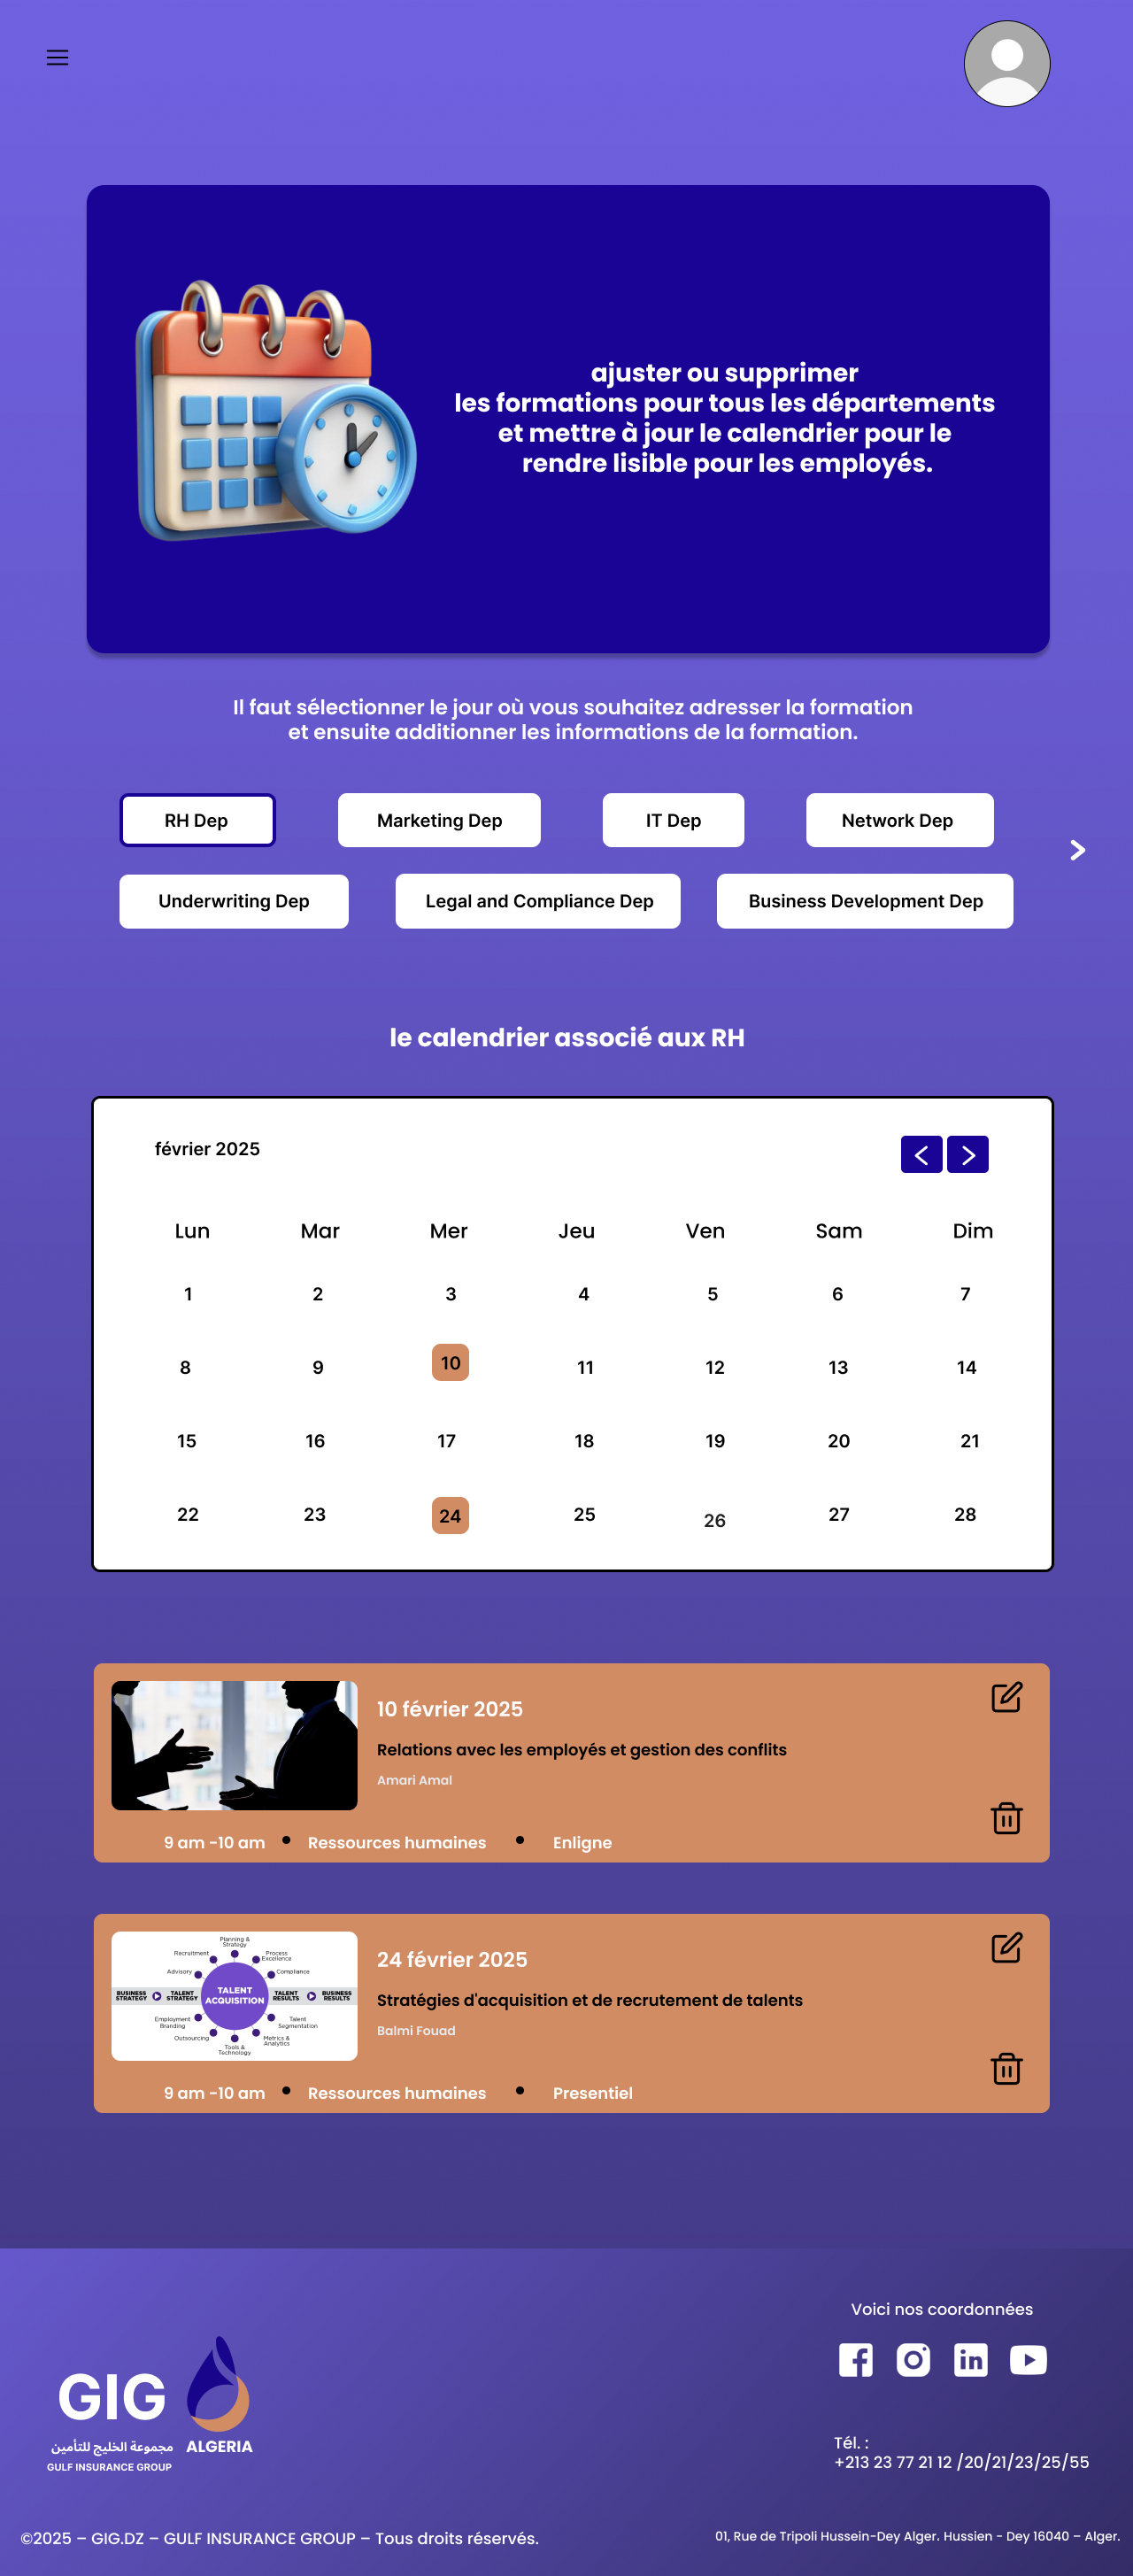 ajuster ou supprimer
les formations pour tous les départements
et mettre à jour le calendrier pour le
rendre lisible pour les employés.
Il faut sélectionner le jour où vous souhaitez adresser la formation
et ensuite additionner les informations de la formation.
RH Dep
Marketing Dep
IT Dep
Network Dep
Underwriting Dep
Legal and Compliance Dep
Business Development Dep
le calendrier associé aux RH
février 2025
Lun Mar Mer Jeu Ven Sam Dim
1 2 3 4 5 6 7
8 9 10 11 12 13 14
15 16 17 18 19 20 21
22 23 24 25 26 27 28
10 février 2025
Relations avec les employés et gestion des conflits
Amari Amal
9 am -10 am • Ressources humaines • Enligne
Planning &
Strategy
Recruitment
Process
Excellence
Advisory
Compliance
BUSINESS
STRATEGY
TALENT
STRATEGY
TALENT
ACQUISITION
TALENT
RESULTS
BUSINESS
RESULTS
Employment
Branding
Talent
Segmentation
Outsourcing
Metrics &
Analytics
Tools &
Technology
24 février 2025
Stratégies d'acquisition et de recrutement de talents
Balmi Fouad
9 am -10 am • Ressources humaines • Presentiel
GIG
مجموعة الخليج للتأمين
ALGERIA
GULF INSURANCE GROUP
Voici nos coordonnées
Tél. :
+213 23 77 21 12 /20/21/23/25/55
©2025 – GIG.DZ – GULF INSURANCE GROUP – Tous droits réservés.
01, Rue de Tripoli Hussein-Dey Alger. Hussien - Dey 16040 – Alger.